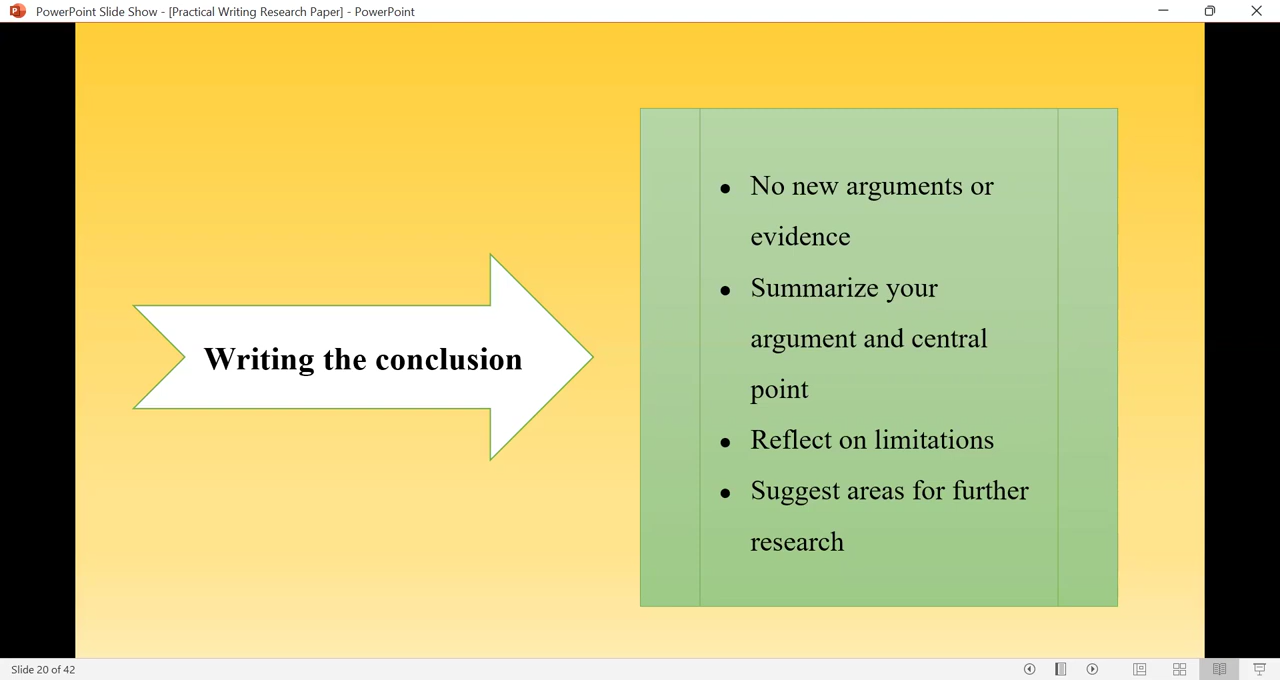 PowerPoint Slide Show - [Practical Writing Research Paper] - PowerPoint
Writing the conclusion
● No new arguments or
evidence
● Summarize your
argument and central
point
● Reflect on limitations
● Suggest areas for further
research
Slide 20 of 42